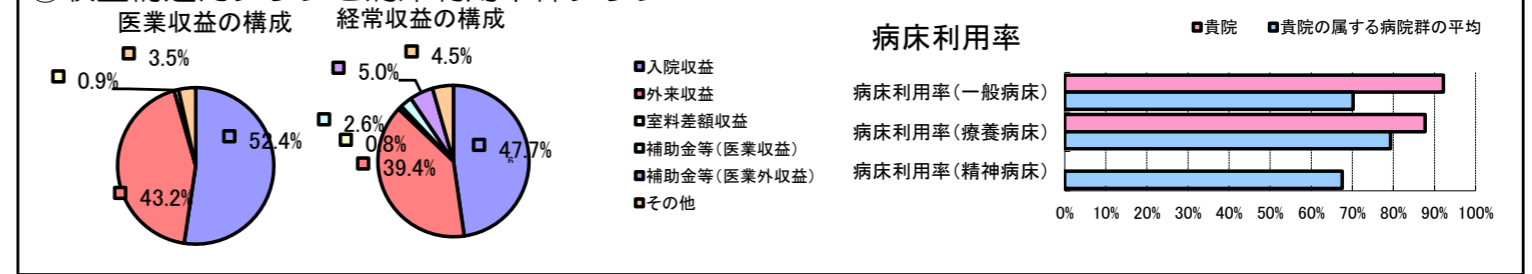 医業収益の構成
3.5%
0.9%
52.4%
43.2%
経常収益の構成
4.5%
5.0%
2.6%
0.8%
39.4%
47.7%
入院収益
外来収益
室料差額収益
補助金等(医業収益)
補助金等(医業外収益)
その他
病床利用率
貴院
貴院の属する病院群の平均
病床利用率(一般病床)
病床利用率(療養病床)
病床利用率(精神病床)
0% 10% 20% 30% 40% 50% 60% 70% 80% 90% 100%